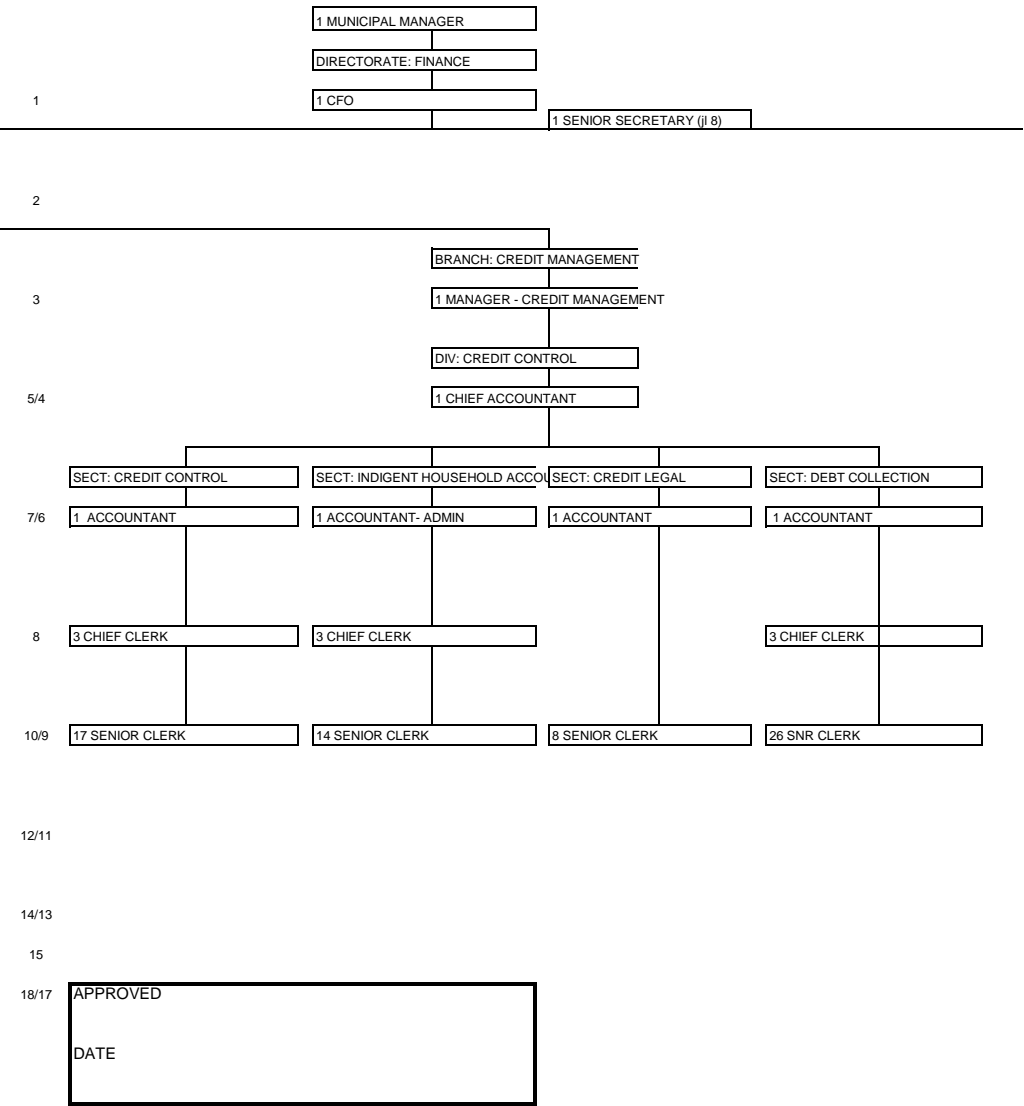 1 MUNICIPAL MANAGER
DIRECTORATE: FINANCE
1
1 CFO
1 SENIOR SECRETARY (jl 8)
2
BRANCH: CREDIT MANAGEMENT
3
1 MANAGER - CREDIT MANAGEMENT
DIV: CREDIT CONTROL
5/4
1 CHIEF ACCOUNTANT
SECT: CREDIT CONTROL
SECT: INDIGENT HOUSEHOLD ACCOU
SECT: CREDIT LEGAL
SECT: DEBT COLLECTION
7/6
1 ACCOUNTANT
1 ACCOUNTANT- ADMIN
1 ACCOUNTANT
1 ACCOUNTANT
8
3 CHIEF CLERK
3 CHIEF CLERK
3 CHIEF CLERK
10/9
17 SENIOR CLERK
14 SENIOR CLERK
8 SENIOR CLERK
26 SNR CLERK
12/11
14/13
15
18/17
APPROVED
DATE